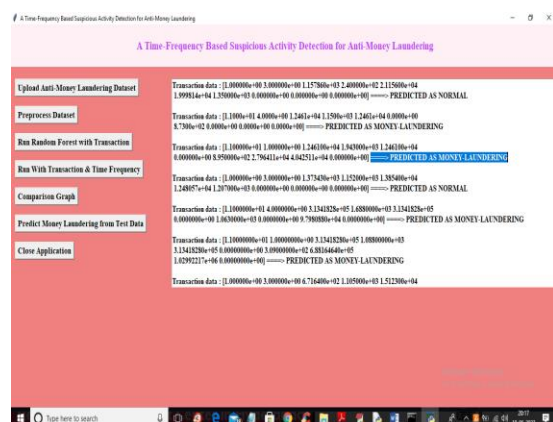 A Time-Frequency Based Suspicious Activity Detection for Anti-Money Laundering
A Time-Frequency Based Suspicious Activity Detection for Anti-Money Laundering
Upload Anti-Money Laundering Dataset
Preprocess Dataset
Run Random Forest with Transaction
Run With Transaction & Time Frequency
Comparison Graph
Predict Money Laundering from Test Data
Close Application
Transaction data : [1.000000e+00 3.000000e+00 1.157860e+03 2.400000e+02 2.115600e+04
1.999814e+04 1.350000e+03 0.000000e+00 0.000000e+00 0.000000e+00] ====> PREDICTED AS NORMAL
Transaction data : [1.1000e+01 4.0000e+00 1.2461e+04 1.1500e+03 1.2461e+04 0.0000e+00
8.7300e+02 0.0000e+00 0.0000e+00 0.0000e+00] ====> PREDICTED AS MONEY-LAUNDERING
Transaction data : [1.100000e+01 1.000000e+00 1.246100e+04 1.943000e+03 1.246100e+04
0.000000e+00 8.950000e+02 2.796411e+04 4.042511e+04 0.000000e+00] ====> PREDICTED AS MONEY-LAUNDERING
Transaction data : [1.000000e+00 3.000000e+00 1.373430e+03 1.152000e+03 1.385400e+04
1.248057e+04 1.207000e+03 0.000000e+00 0.000000e+00 0.000000e+00] ====> PREDICTED AS NORMAL
Transaction data : [1.1000000e+01 4.0000000e+00 3.1341828e+05 1.6880000e+03 3.1341828e+05
0.0000000e+00 1.0630000e+03 0.0000000e+00 9.7980880e+04 0.0000000e+00] ====> PREDICTED AS MONEY-LAUNDERING
Transaction data : [1.10000000e+01 1.00000000e+00 3.13418280e+05 1.08800000e+03
3.13418280e+05 0.00000000e+00 3.09000000e+02 6.88164640e+05
1.02992217e+06 0.00000000e+00] ====> PREDICTED AS MONEY-LAUNDERING
Transaction data : [1.000000e+00 3.000000e+00 6.716400e+02 1.105000e+03 1.512300e+04
Type here to search
20:17